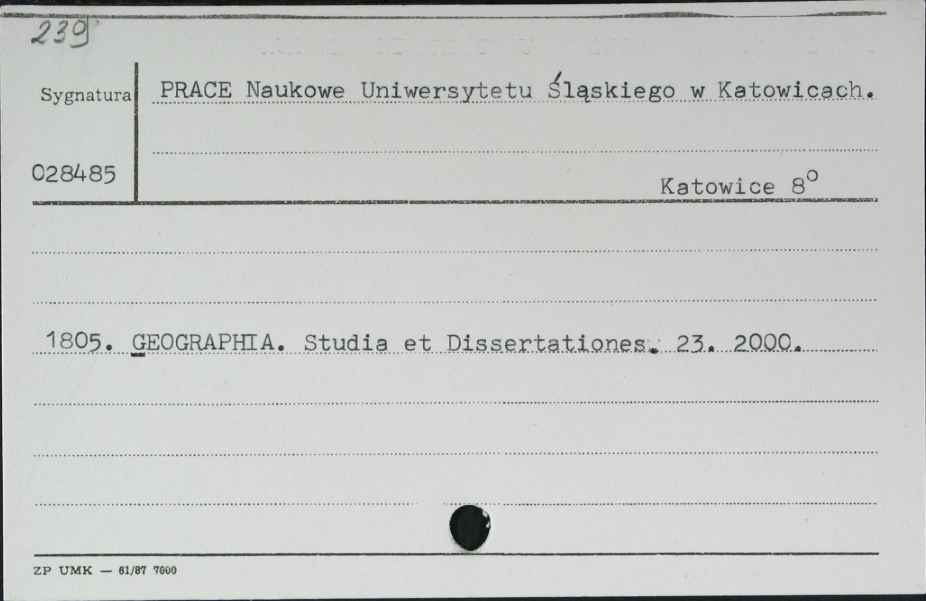 239
Sygnatura
PRACE Naukowe Uniwersytetu Śląskiego w Katowicach.
028485
Katowice 8°
1805. GEOGRAPHIA. Studia et Dissertationes. 23. 2000.
ZP UMK — 61/87 7000